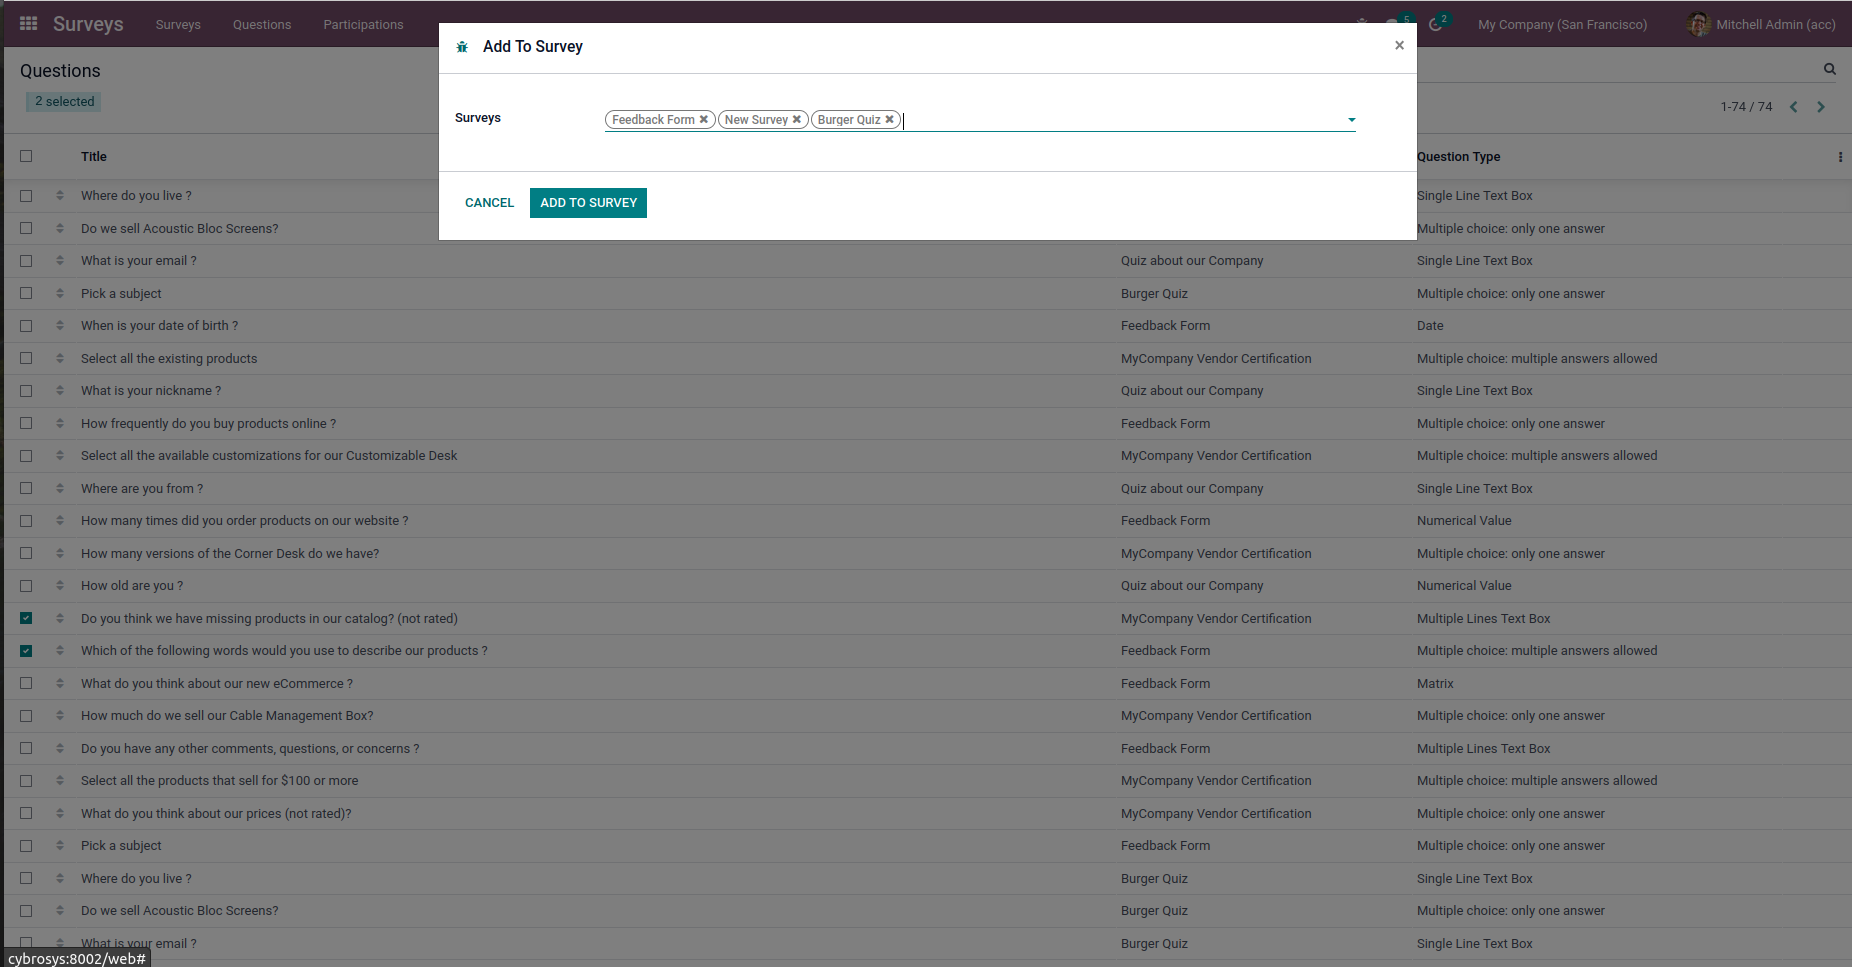 Surveys Surveys Questions Participations 5 2 My Company (San Francisco) Mitchell Admin (acc)
Add To Survey ×
Questions
2 selected
1-74 / 74
Surveys Feedback Form ✖ New Survey ✖ Burger Quiz ✖
CANCEL ADD TO SURVEY
Title Question Type
Where do you live ? Single Line Text Box
Do we sell Acoustic Bloc Screens? Multiple choice: only one answer
What is your email ? Quiz about our Company Single Line Text Box
Pick a subject Burger Quiz Multiple choice: only one answer
When is your date of birth ? Feedback Form Date
Select all the existing products MyCompany Vendor Certification Multiple choice: multiple answers allowed
What is your nickname ? Quiz about our Company Single Line Text Box
How frequently do you buy products online ? Feedback Form Multiple choice: only one answer
Select all the available customizations for our Customizable Desk MyCompany Vendor Certification Multiple choice: multiple answers allowed
Where are you from ? Quiz about our Company Single Line Text Box
How many times did you order products on our website ? Feedback Form Numerical Value
How many versions of the Corner Desk do we have? MyCompany Vendor Certification Multiple choice: only one answer
How old are you ? Quiz about our Company Numerical Value
Do you think we have missing products in our catalog? (not rated) MyCompany Vendor Certification Multiple Lines Text Box
Which of the following words would you use to describe our products ? Feedback Form Multiple choice: multiple answers allowed
What do you think about our new eCommerce ? Feedback Form Matrix
How much do we sell our Cable Management Box? MyCompany Vendor Certification Multiple choice: only one answer
Do you have any other comments, questions, or concerns ? Feedback Form Multiple Lines Text Box
Select all the products that sell for $100 or more MyCompany Vendor Certification Multiple choice: multiple answers allowed
What do you think about our prices (not rated)? MyCompany Vendor Certification Multiple choice: only one answer
Pick a subject Feedback Form Multiple choice: only one answer
Where do you live ? Burger Quiz Single Line Text Box
Do we sell Acoustic Bloc Screens? Burger Quiz Multiple choice: only one answer
What is your email ? Burger Quiz Single Line Text Box
cybrosys:8002/web#